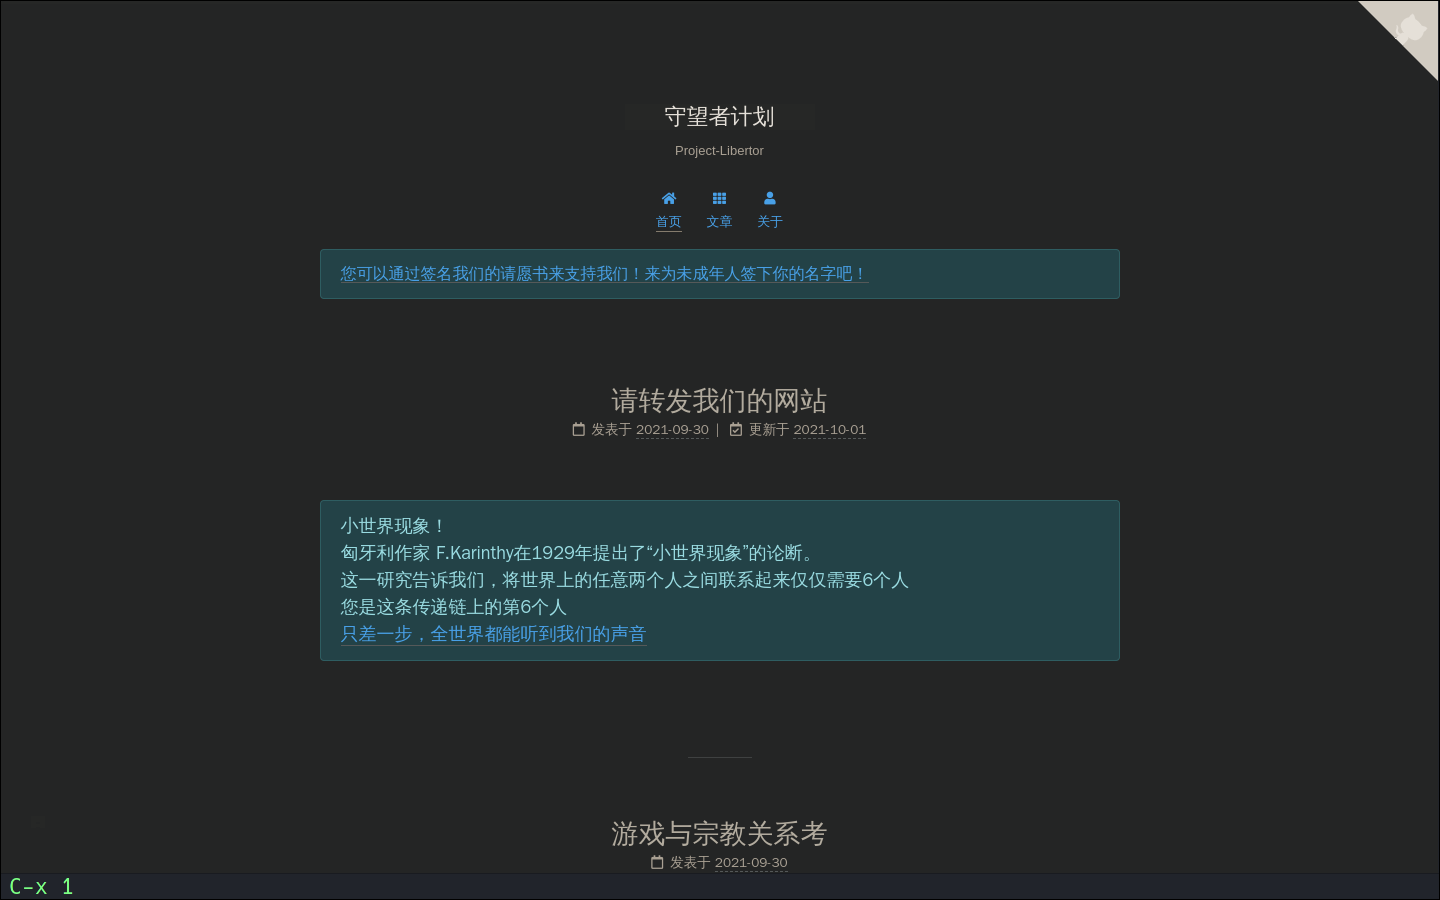 守望者计划
Project-Libertor
首页 文章 关于
您可以通过签名我们的请愿书来支持我们！来为未成年人签下你的名字吧！
请转发我们的网站
发表于 2021-09-30 | 更新于 2021-10-01
小世界现象！
匈牙利作家 F.Karinthy在1929年提出了“小世界现象”的论断。
这一研究告诉我们，将世界上的任意两个人之间联系起来仅仅需要6个人
您是这条传递链上的第6个人
只差一步，全世界都能听到我们的声音
游戏与宗教关系考
发表于 2021-09-30
C-x 1